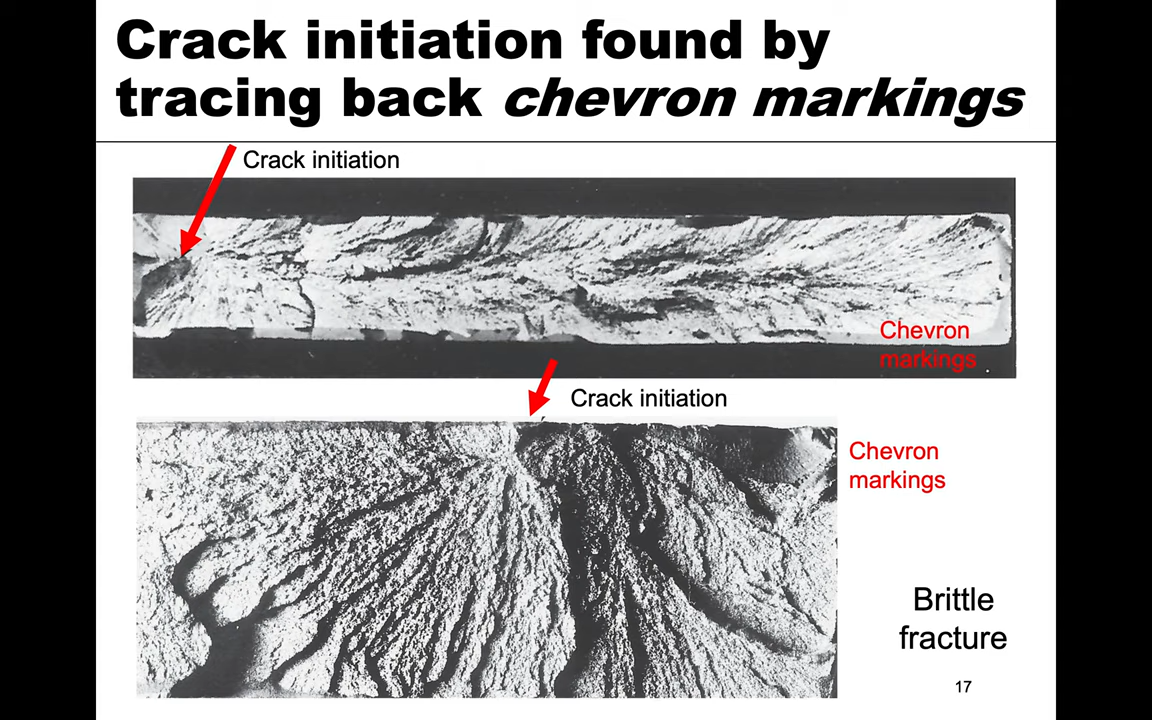 Crack initiation found by
tracing back chevron markings
Crack initiation
Chevron
markings
Crack initiation
Chevron
markings
Brittle
fracture
17